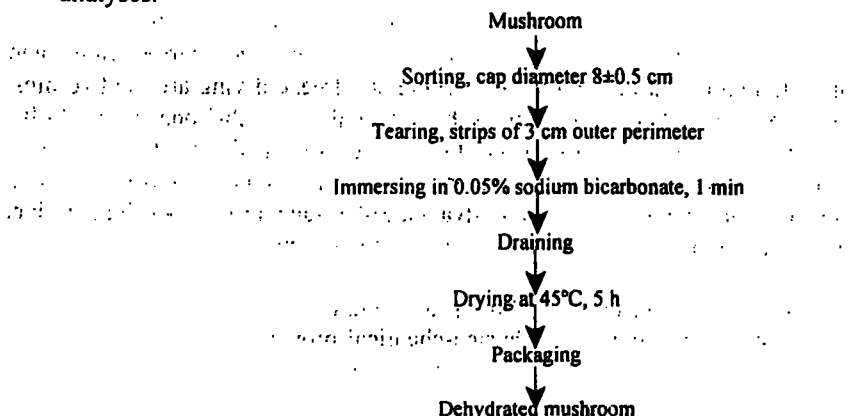 analyses.
Mushroom
Sorting, cap diameter 8±0.5 cm
Tearing, strips of 3 cm outer perimeter
Immersing in 0.05% sodium bicarbonate, 1 min
Draining
Drying at 45°C, 5 h
Packaging
Dehydrated mushroom